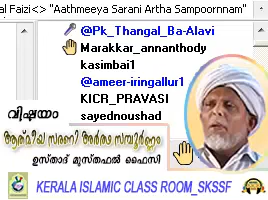 al Faizi<> "Aathmeeya Sarani Artha Sampoornnam"
@Pk_Thangal_Ba-Alavi
Marakkar_annanthody
kasimbai1
@ameer-iringallur1
KICR_PRAVASI
sayednoushad
വിഷയം
ആത്മീയ സരണി അർത്ഥ സമ്പൂർണ്ണം
ഉസ്താദ് മുസ്തഫൽ ഫൈസി
KERALA ISLAMIC CLASS ROOM_SKSSF